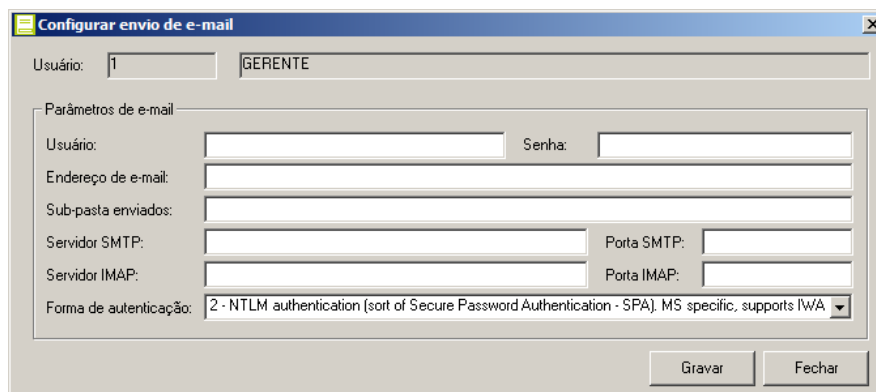 Configurar envio de e-mail
Usuário: 1 GERENTE
Parâmetros de e-mail
Usuário: Senha:
Endereço de e-mail:
Sub-pasta enviados:
Servidor SMTP: Porta SMTP:
Servidor IMAP: Porta IMAP:
Forma de autenticação: 2 - NTLM authentication (sort of Secure Password Authentication - SPA), MS specific, supports IWA
Gravar Fechar